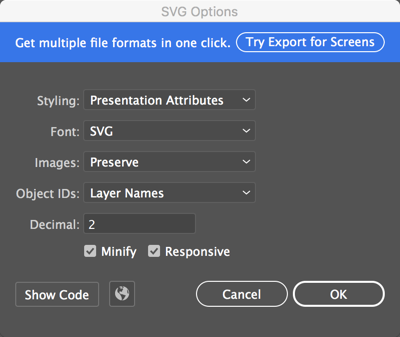 SVG Options
Get multiple file formats in one click. Try Export for Screens
Styling: Presentation Attributes
Font: SVG
Images: Preserve
Object IDs: Layer Names
Decimal: 2
Minify Responsive
Show Code Cancel OK